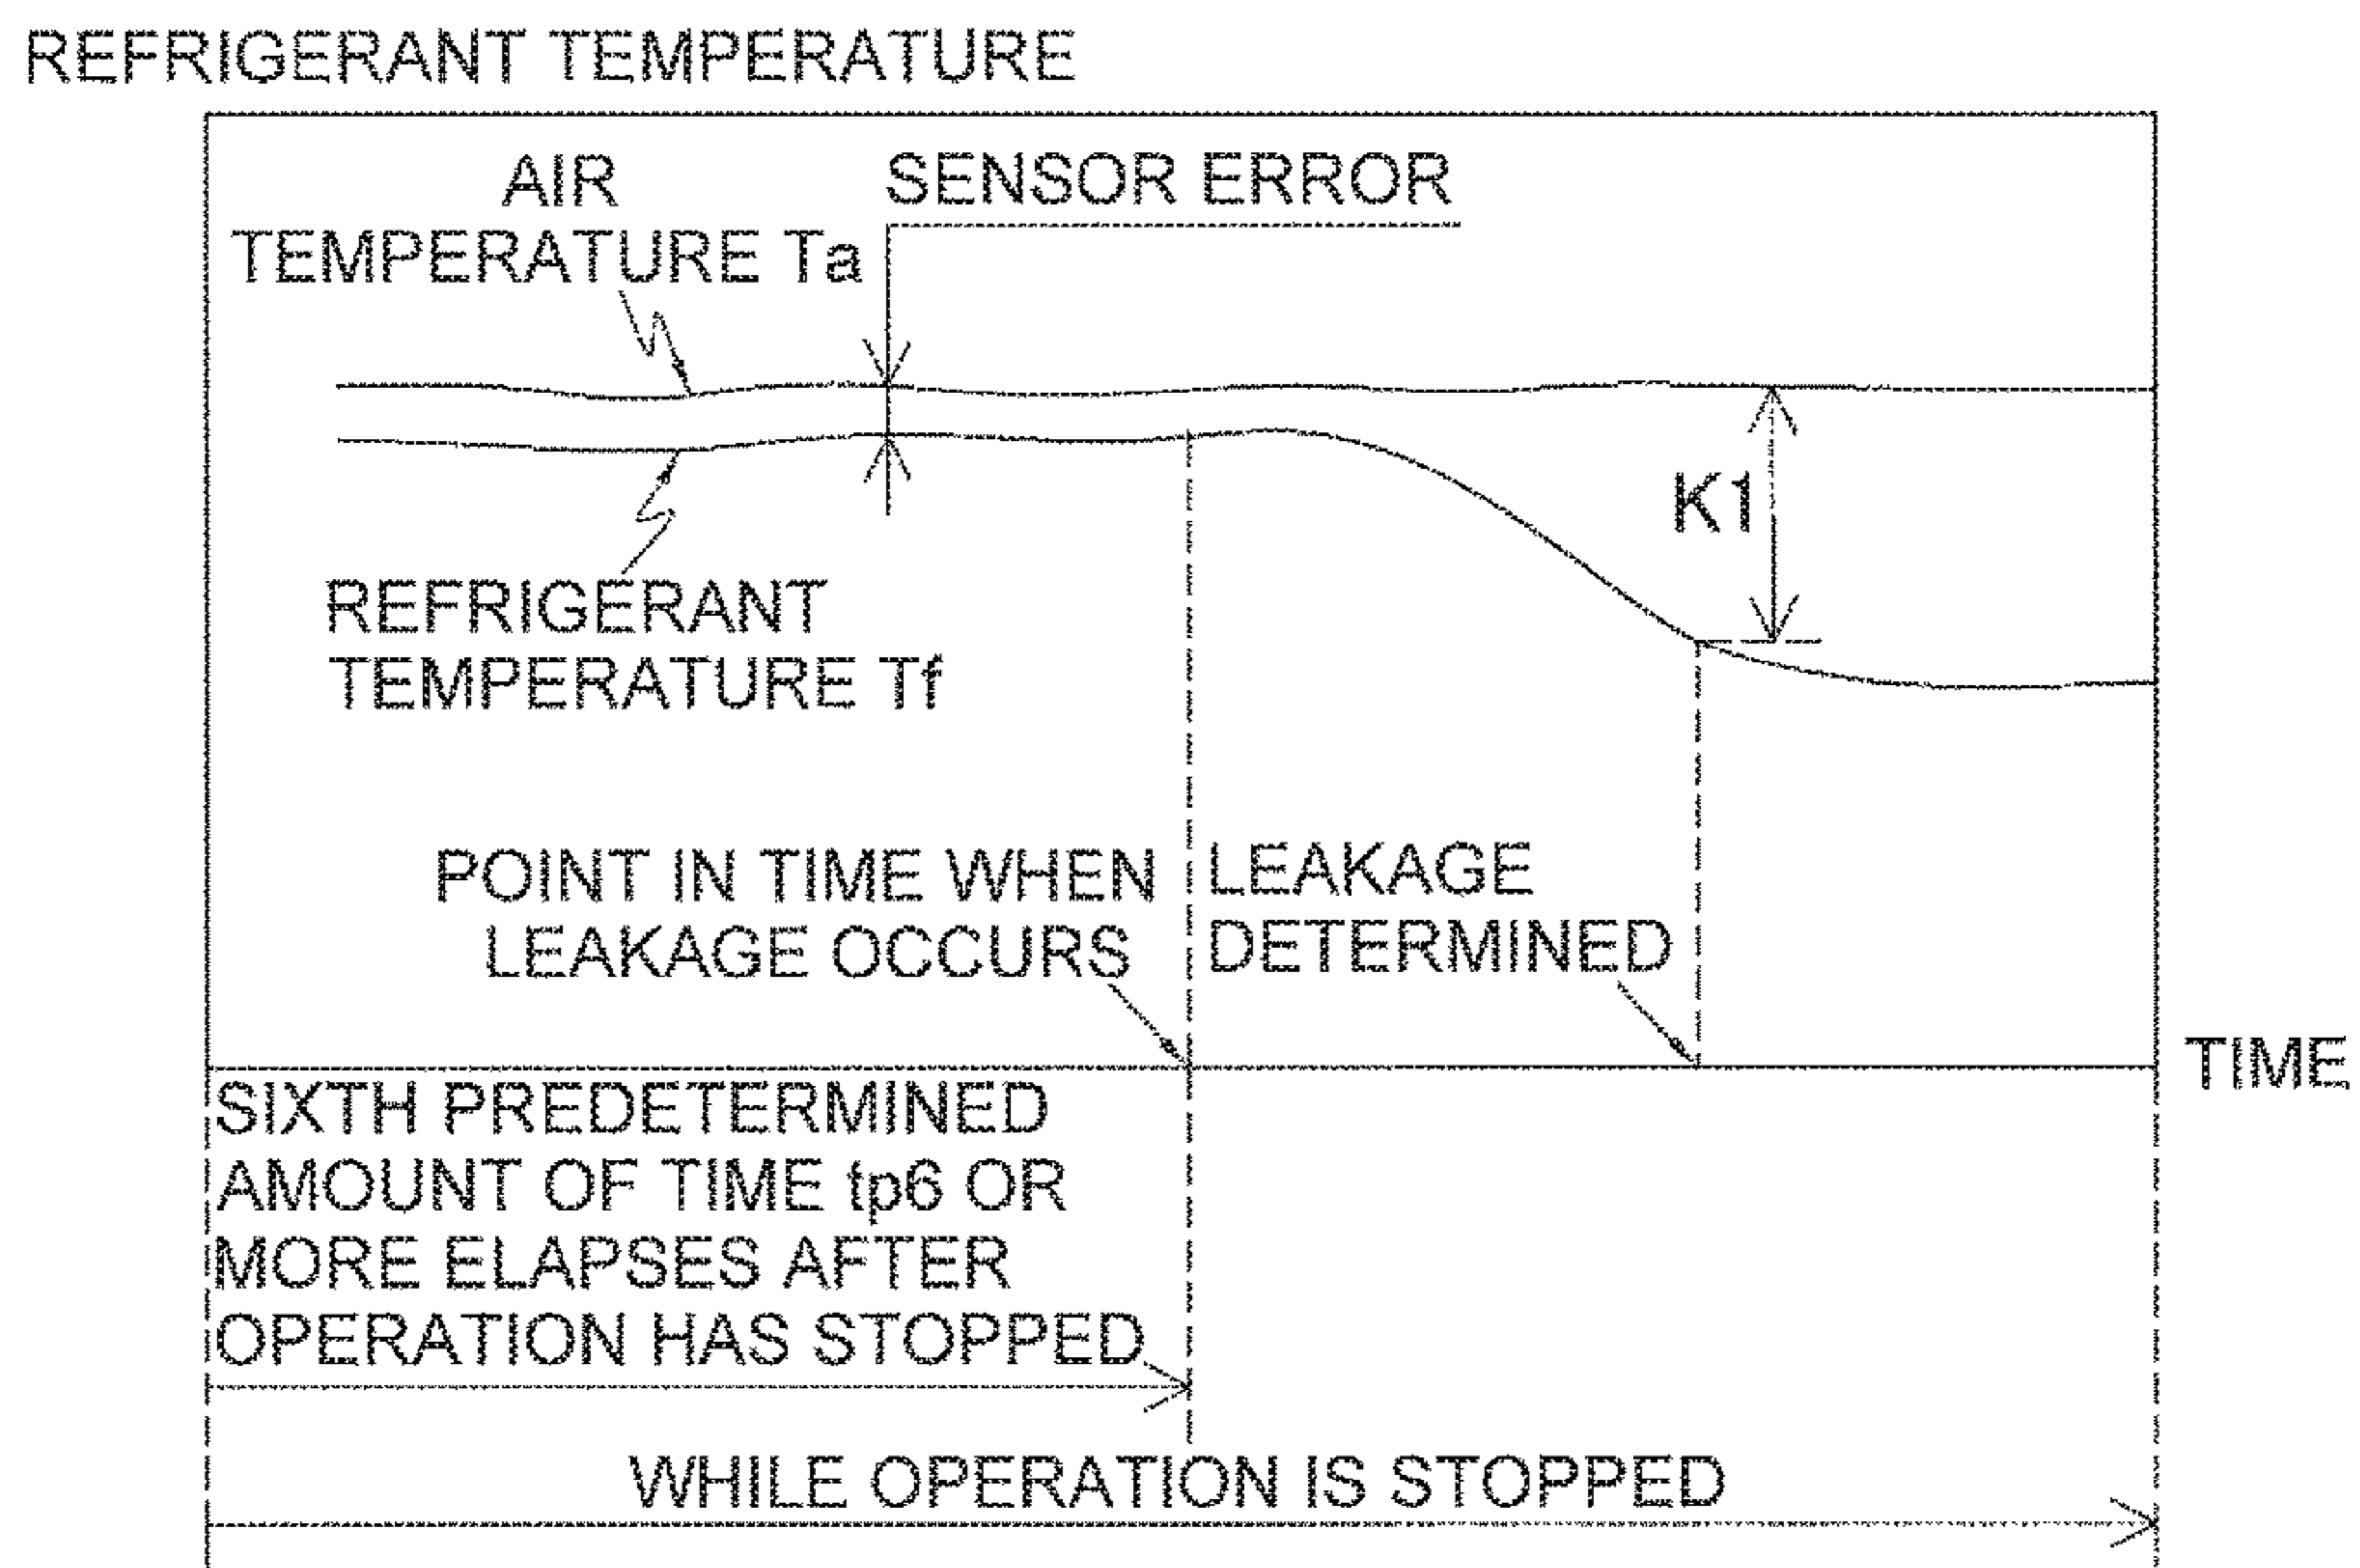 REFRIGERANT TEMPERATURE
AIR
TEMPERATURE Ta
SENSOR ERROR
K1
REFRIGERANT
TEMPERATURE Tf
POINT IN TIME WHEN
LEAKAGE OCCURS
LEAKAGE
DETERMINED
TIME
SIXTH PREDETERMINED
AMOUNT OF TIME tp6 OR
MORE ELAPSES AFTER
OPERATION HAS STOPPED
WHILE OPERATION IS STOPPED